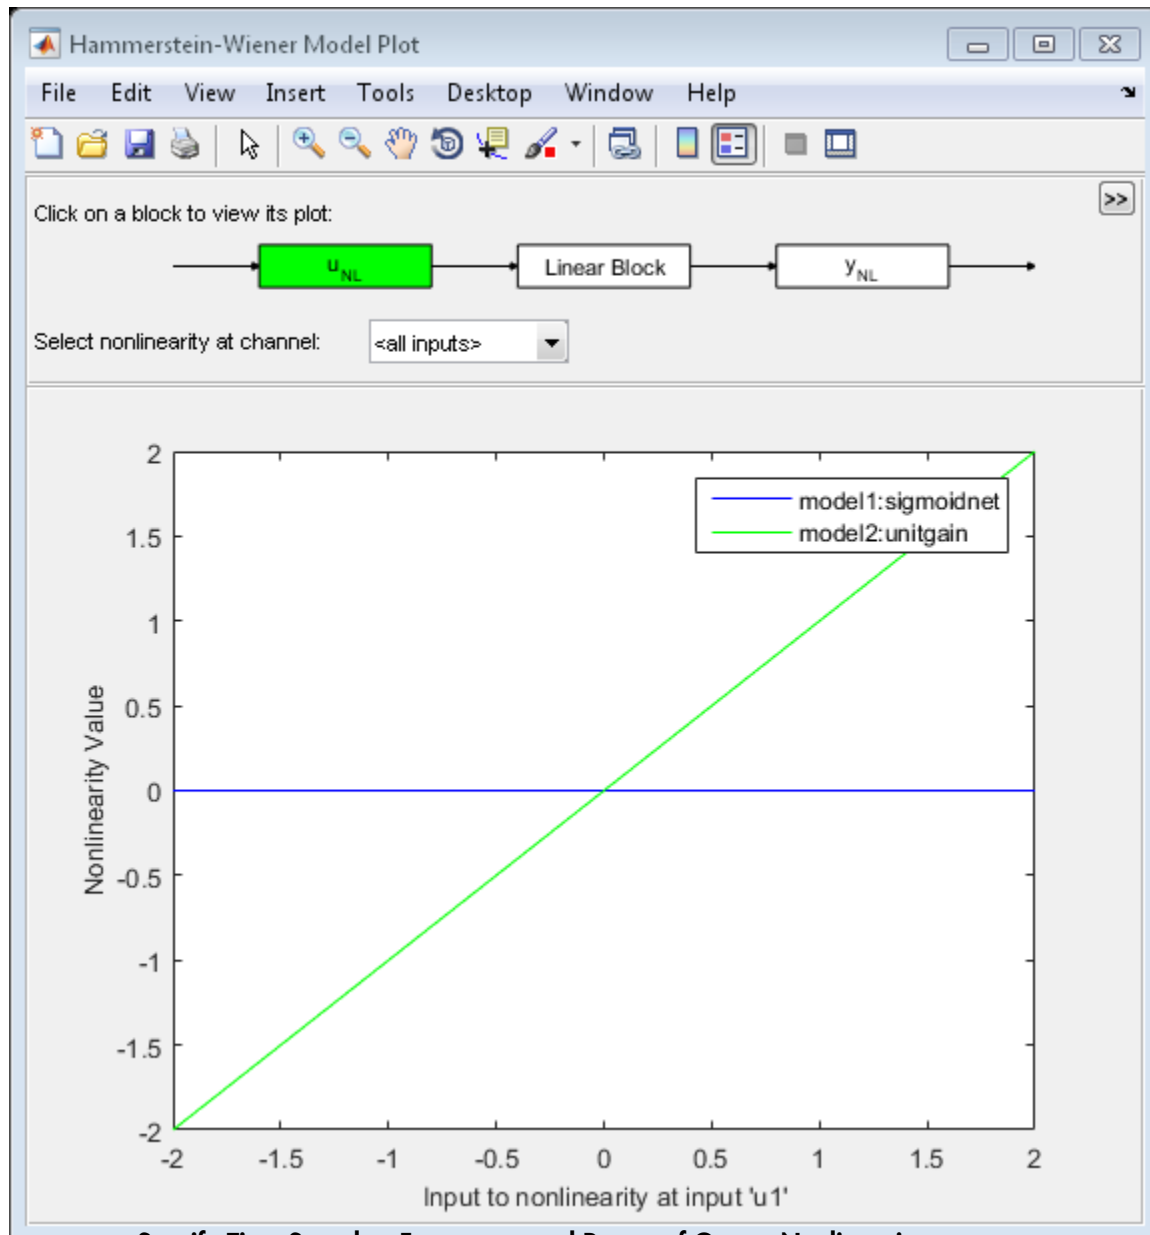 Hammerstein-Wiener Model Plot
File Edit View Insert Tools Desktop Window Help
Click on a block to view its plot:
>>
uNL Linear Block yNL
Select nonlinearity at channel: <all inputs>
2
1.5
1
0.5
0
-0.5
-1
-1.5
-2
Nonlinearity Value
model1:sigmoidnet
model2:unitgain
-2 -1.5 -1 -0.5 0 0.5 1 1.5 2
Input to nonlinearity at input 'u1'